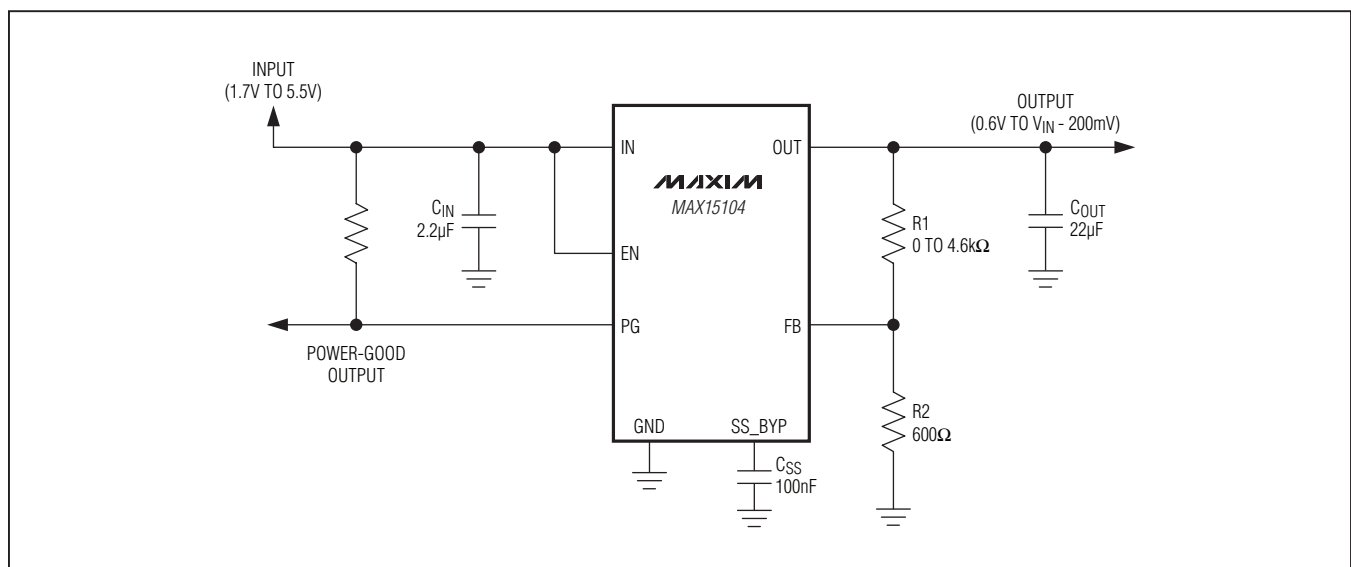 INPUT
(1.7V TO 5.5V)
OUTPUT
(0.6V TO VIN - 200mV)
IN
OUT
MAXIM
MAX15104
CIN
2.2µF
COUT
22µF
R1
0 TO 4.6kΩ
EN
PG
FB
POWER-GOOD
OUTPUT
R2
600Ω
GND
SS_BYP
CSS
100nF